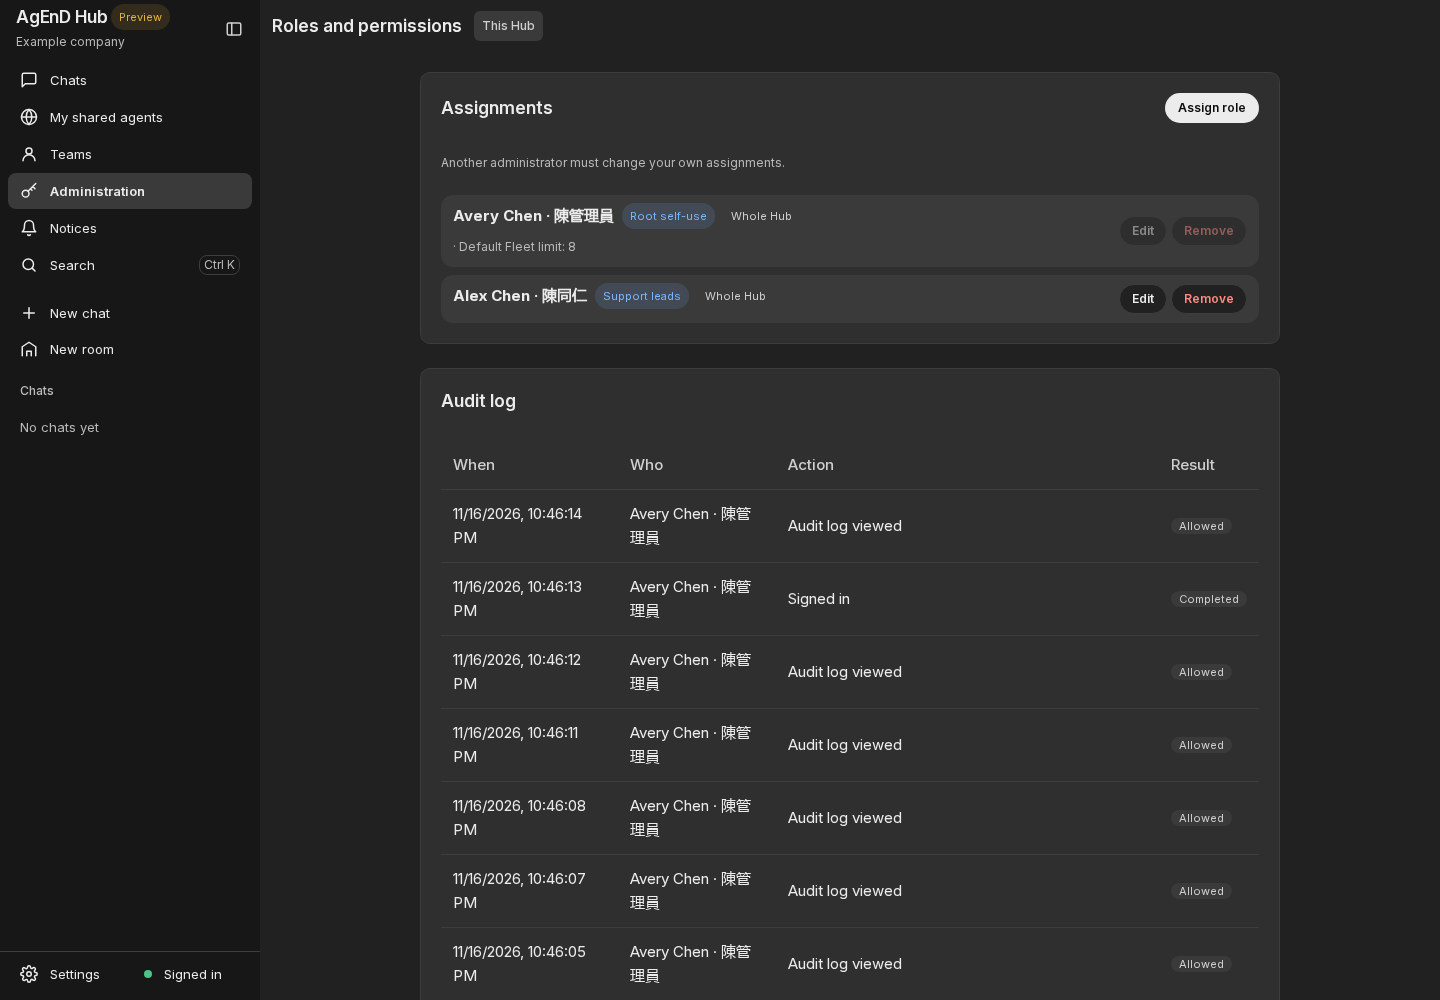 AgEnD Hub Preview
Example company
Chats
My shared agents
Teams
Administration
Notices
Search Ctrl K
New chat
New room
Chats
No chats yet
Settings
Signed in
Roles and permissions This Hub
Assignments Assign role
Another administrator must change your own assignments.
Avery Chen · 陳管理員 Root self-use Whole Hub
· Default Fleet limit: 8
Edit Remove
Alex Chen · 陳同仁 Support leads Whole Hub
Edit Remove
Audit log
When Who Action Result
11/16/2026, 10:46:14 PM Avery Chen · 陳管理員 Audit log viewed Allowed
11/16/2026, 10:46:13 PM Avery Chen · 陳管理員 Signed in Completed
11/16/2026, 10:46:12 PM Avery Chen · 陳管理員 Audit log viewed Allowed
11/16/2026, 10:46:11 PM Avery Chen · 陳管理員 Audit log viewed Allowed
11/16/2026, 10:46:08 PM Avery Chen · 陳管理員 Audit log viewed Allowed
11/16/2026, 10:46:07 PM Avery Chen · 陳管理員 Audit log viewed Allowed
11/16/2026, 10:46:05 PM Avery Chen · 陳管理員 Audit log viewed Allowed